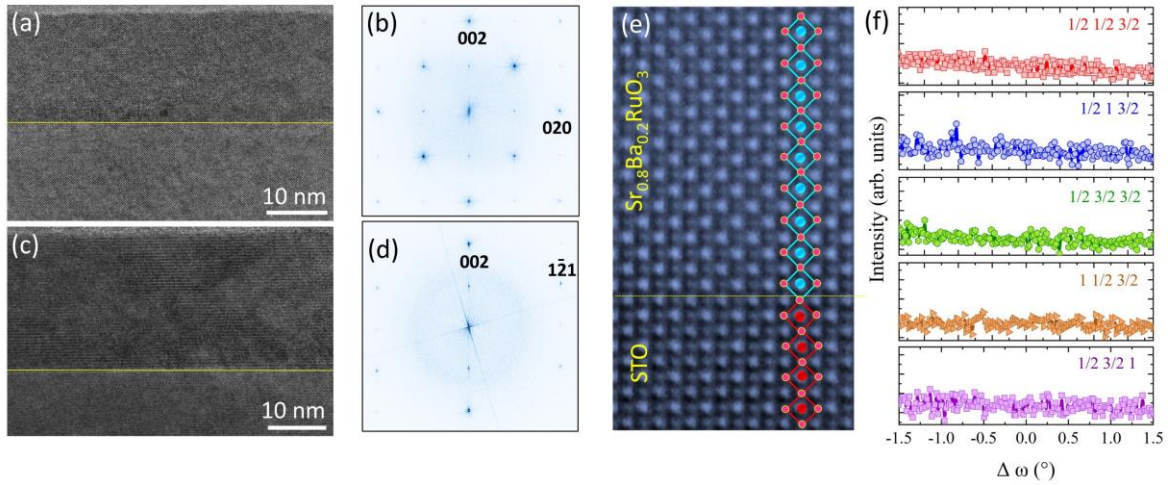 (a)
10 nm
(b)
002
020
(c)
10 nm
(d)
002
11̄21
(e)
Sr0.8Ba0.2RuO3
STO
(f)
Intensity (arb. units)
1/2 1/2 3/2
1/2 1 3/2
1/2 3/2 3/2
1 1/2 3/2
1/2 3/2 1
-1.5 -1.0 -0.5 0.0 0.5 1.0 1.5
Δ ω (°)